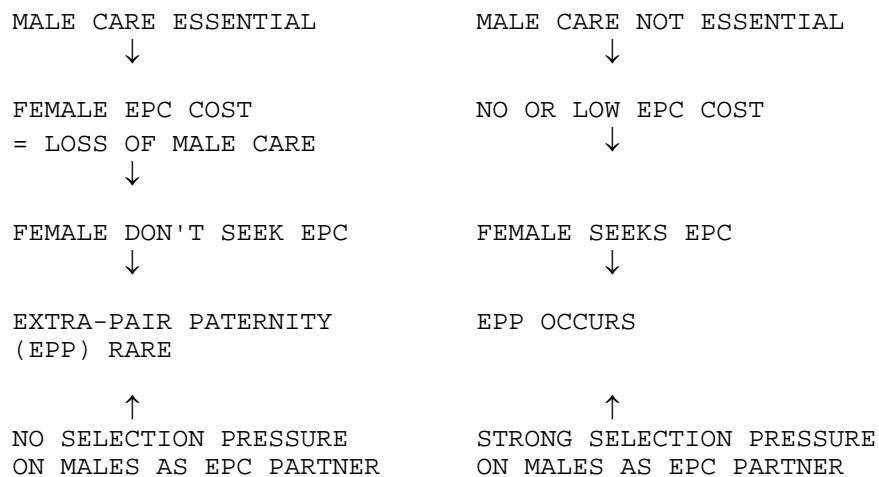 MALE CARE ESSENTIAL
↓
FEMALE EPC COST
= LOSS OF MALE CARE
↓
FEMALE DON'T SEEK EPC
↓
EXTRA-PAIR PATERNITY
(EPP) RARE
↑
NO SELECTION PRESSURE
ON MALES AS EPC PARTNER
MALE CARE NOT ESSENTIAL
↓
NO OR LOW EPC COST
↓
FEMALE SEEKS EPC
↓
EPP OCCURS
↑
STRONG SELECTION PRESSURE
ON MALES AS EPC PARTNER